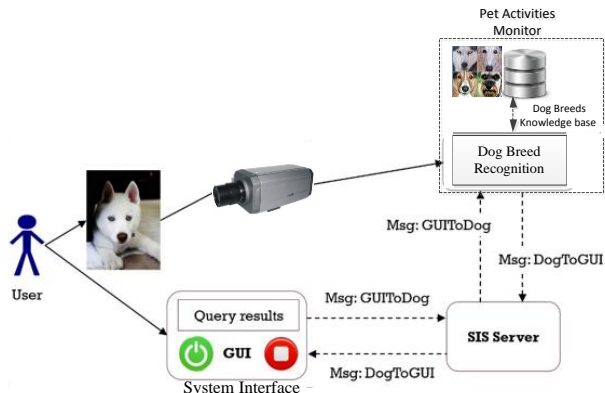 Pet Activities
Monitor
Dog Breeds
Knowledge base
Dog Breed
Recognition
Msg: GUIToDog
Msg: DogToGUI
User
Query results
GUI
System Interface
Msg: GUIToDog
Msg: DogToGUI
SIS Server